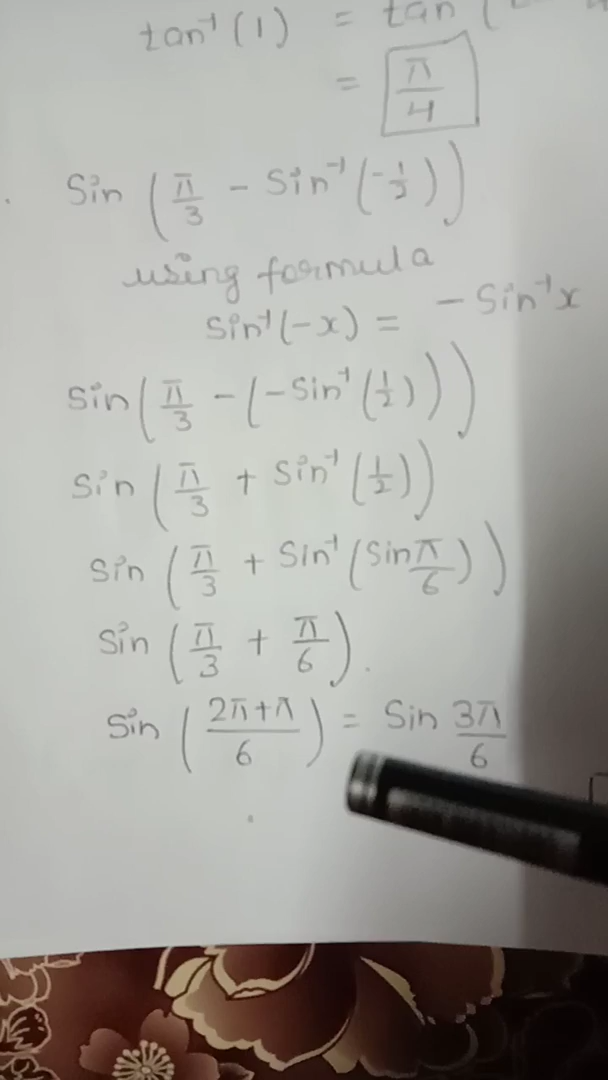 tan⁻¹(1) = tan
= π/4
Sin (π/3 - Sin⁻¹(-1/2))
using formula
Sin⁻¹(-x) = - Sin⁻¹x
Sin(π/3 - (-Sin⁻¹(1/2)))
Sin (π/3 + Sin⁻¹(1/2))
Sin (π/3 + Sin⁻¹(Sin π/6))
Sin (π/3 + π/6).
Sin (2π+π/6) = Sin 3π/6